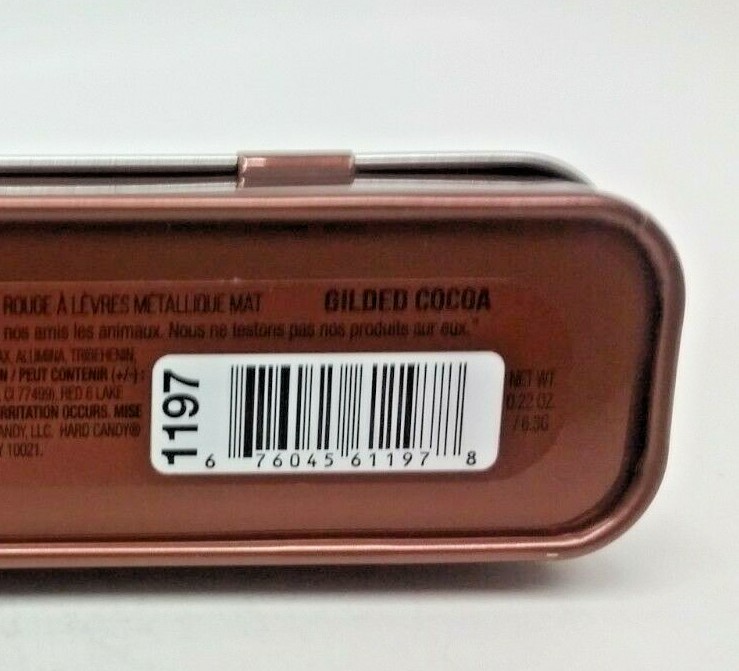 ROUGE À LÈVRES MÉTALLIQUE MAT GILDED COCOA
nos amis les animaux. Nous ne testons pas nos produits sur eux."
AX, ALUMINA, TRIBEHENIN,
N / PEUT CONTENIR (+/-) :
, CI 77499), RED 6 LAKE
IRRITATION OCCURS. MISE
ANDY, LLC. HARD CANDY®
Y 10021.
1197
6 76045 61197 8
NET WT
0.22 OZ
/ 6.3G